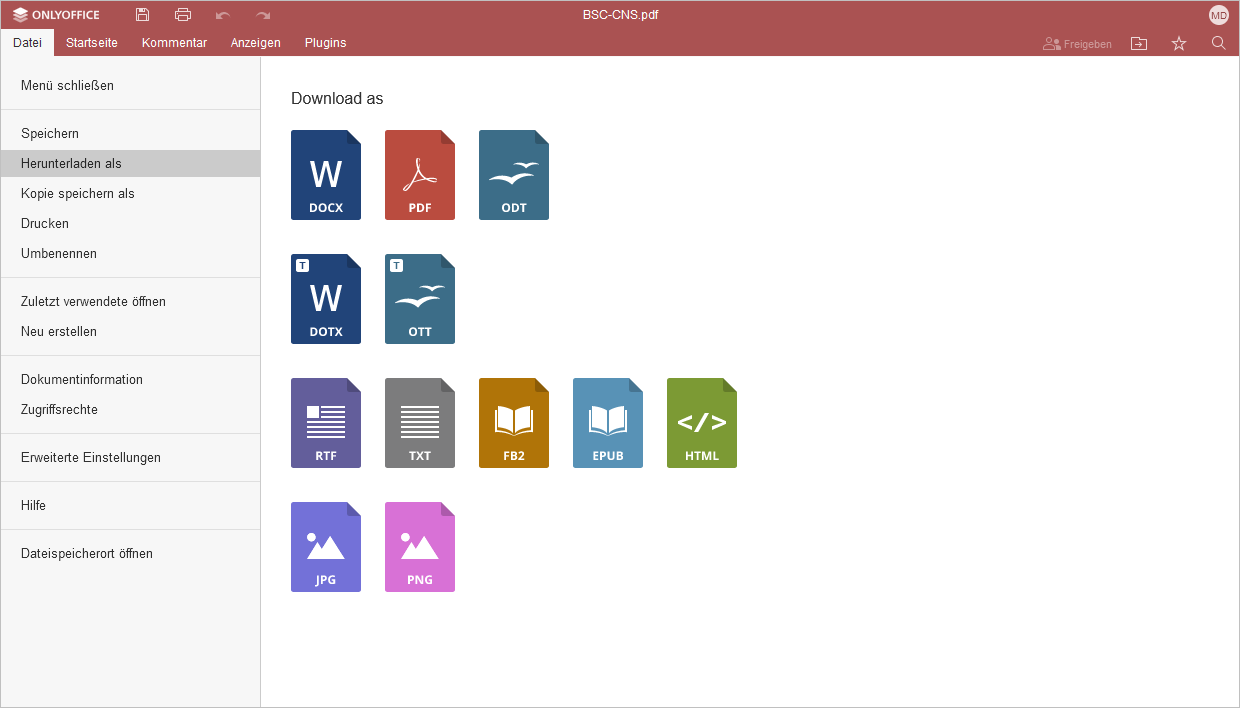 ONLYOFFICE
BSC-CNS.pdf
MD
Datei Startseite Kommentar Anzeigen Plugins
Freigeben
Menü schließen
Speichern
Herunterladen als
Kopie speichern als
Drucken
Umbenennen
Zuletzt verwendete öffnen
Neu erstellen
Dokumentinformation
Zugriffsrechte
Erweiterte Einstellungen
Hilfe
Dateispeicherort öffnen
Download as
W
DOCX PDF ODT
T T
W
DOTX OTT
</>
RTF TXT FB2 EPUB HTML
JPG PNG